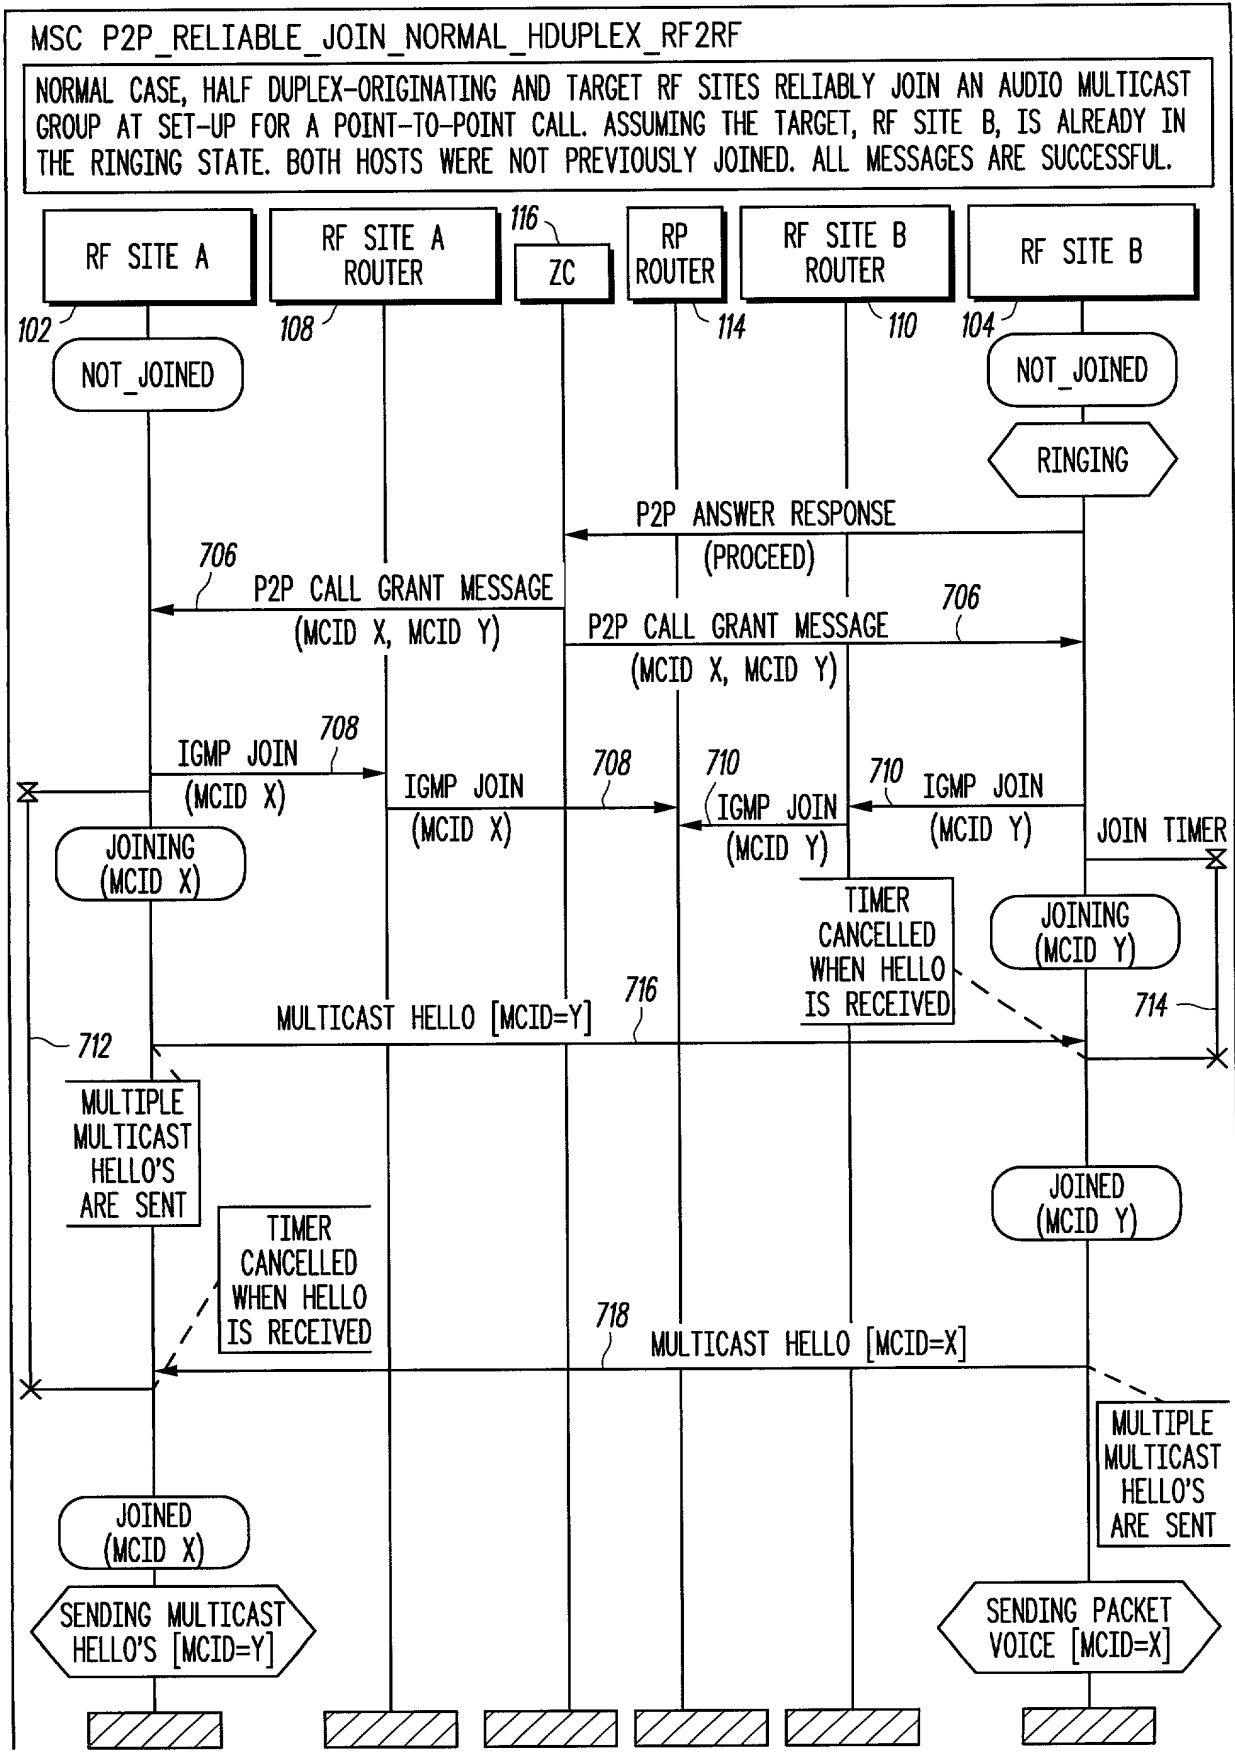 MSC P2P_RELIABLE_JOIN_NORMAL_HDUPLEX_RF2RF
NORMAL CASE, HALF DUPLEX-ORIGINATING AND TARGET RF SITES RELIABLY JOIN AN AUDIO MULTICAST
GROUP AT SET-UP FOR A POINT-TO-POINT CALL. ASSUMING THE TARGET, RF SITE B, IS ALREADY IN
THE RINGING STATE. BOTH HOSTS WERE NOT PREVIOUSLY JOINED. ALL MESSAGES ARE SUCCESSFUL.
RF SITE A
RF SITE A
ROUTER
116
ZC
RP
ROUTER
RF SITE B
ROUTER
RF SITE B
102
108
114
110
104
NOT_JOINED
NOT_JOINED
RINGING
P2P ANSWER RESPONSE
(PROCEED)
706
P2P CALL GRANT MESSAGE
(MCID X, MCID Y)
706
P2P CALL GRANT MESSAGE
(MCID X, MCID Y)
708
IGMP JOIN
(MCID X)
708
IGMP JOIN
(MCID X)
710
IGMP JOIN
(MCID Y)
710
IGMP JOIN
(MCID Y)
JOIN TIMER
JOINING
(MCID X)
TIMER
CANCELLED
WHEN HELLO
IS RECEIVED
JOINING
(MCID Y)
714
716
MULTICAST HELLO [MCID=Y]
712
MULTIPLE
MULTICAST
HELLO'S
ARE SENT
JOINED
(MCID Y)
TIMER
CANCELLED
WHEN HELLO
IS RECEIVED
718
MULTICAST HELLO [MCID=X]
MULTIPLE
MULTICAST
HELLO'S
ARE SENT
JOINED
(MCID X)
SENDING MULTICAST
HELLO'S [MCID=Y]
SENDING PACKET
VOICE [MCID=X]